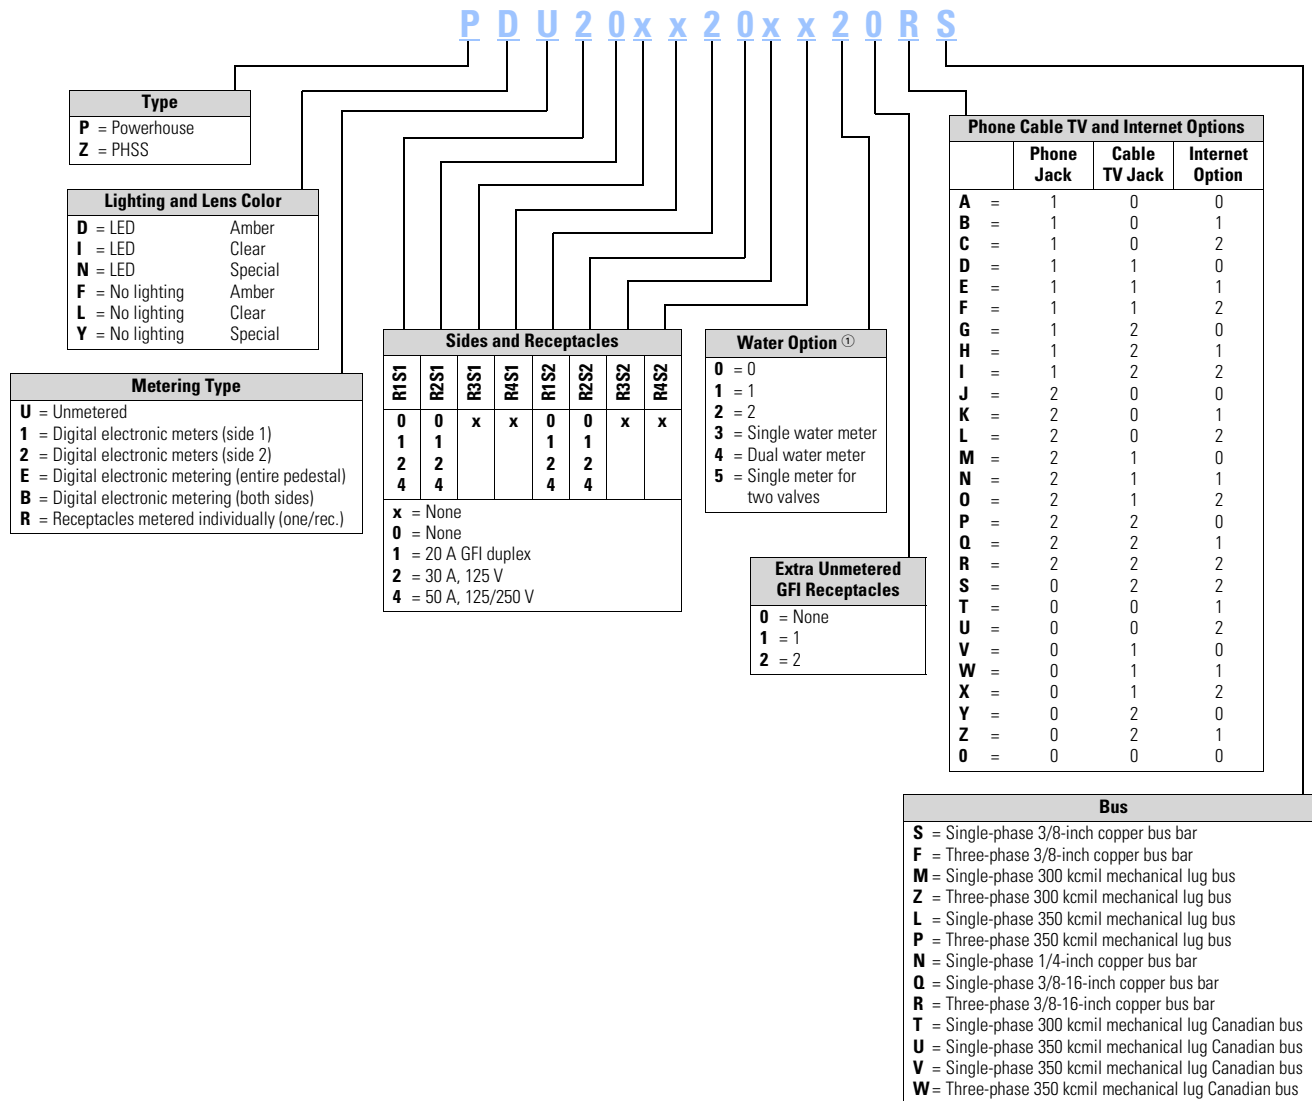 P D U 2 0 x x 2 0 x x 2 0 R S
Type
P = Powerhouse
Z = PHSS
Lighting and Lens Color
D = LED Amber
I = LED Clear
N = LED Special
F = No lighting Amber
L = No lighting Clear
Y = No lighting Special
Metering Type
U = Unmetered
1 = Digital electronic meters (side 1)
2 = Digital electronic meters (side 2)
E = Digital electronic metering (entire pedestal)
B = Digital electronic metering (both sides)
R = Receptacles metered individually (one/rec.)
Sides and Receptacles
R1S1 R2S1 R3S1 R4S1 R1S2 R2S2 R3S2 R4S2
0 0 x x 0 0 x x
1 1 1 1
2 2 2 2
4 4 4 4
x = None
0 = None
1 = 20 A GFI duplex
2 = 30 A, 125 V
4 = 50 A, 125/250 V
Water Option ①
0 = 0
1 = 1
2 = 2
3 = Single water meter
4 = Dual water meter
5 = Single meter for
two valves
Extra Unmetered
GFI Receptacles
0 = None
1 = 1
2 = 2
Phone Cable TV and Internet Options
Phone Cable Internet
Jack TV Jack Option
A = 1 0 0
B = 1 0 1
C = 1 0 2
D = 1 1 0
E = 1 1 1
F = 1 1 2
G = 1 2 0
H = 1 2 1
I = 1 2 2
J = 2 0 0
K = 2 0 1
L = 2 0 2
M = 2 1 0
N = 2 1 1
O = 2 1 2
P = 2 2 0
Q = 2 2 1
R = 2 2 2
S = 0 2 2
T = 0 0 1
U = 0 0 2
V = 0 1 0
W = 0 1 1
X = 0 1 2
Y = 0 2 0
Z = 0 2 1
0 = 0 0 0
Bus
S = Single-phase 3/8-inch copper bus bar
F = Three-phase 3/8-inch copper bus bar
M = Single-phase 300 kcmil mechanical lug bus
Z = Three-phase 300 kcmil mechanical lug bus
L = Single-phase 350 kcmil mechanical lug bus
P = Three-phase 350 kcmil mechanical lug bus
N = Single-phase 1/4-inch copper bus bar
Q = Single-phase 3/8-16-inch copper bus bar
R = Three-phase 3/8-16-inch copper bus bar
T = Single-phase 300 kcmil mechanical lug Canadian bus
U = Single-phase 350 kcmil mechanical lug Canadian bus
V = Single-phase 350 kcmil mechanical lug Canadian bus
W = Three-phase 350 kcmil mechanical lug Canadian bus